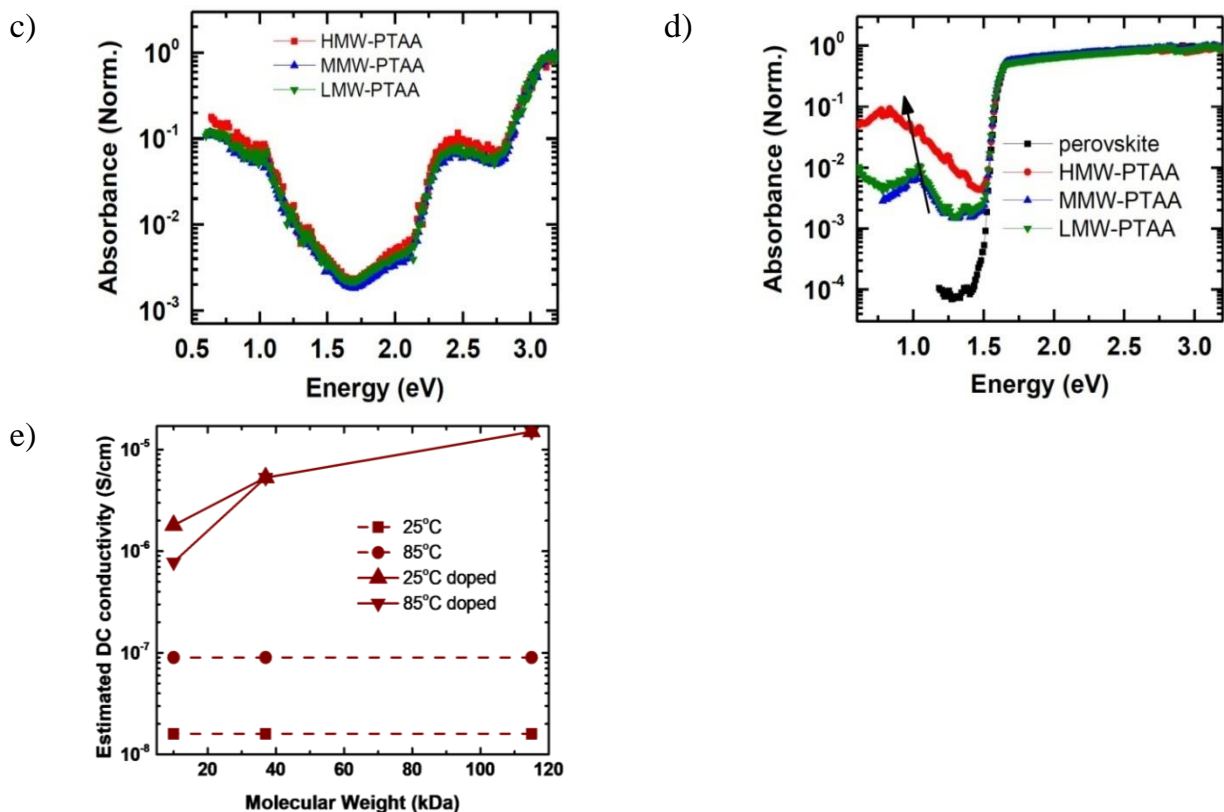 c)
Absorbance (Norm.)
10⁰
10⁻¹
10⁻²
10⁻³
HMW-PTAA
MMW-PTAA
LMW-PTAA
0.5 1.0 1.5 2.0 2.5 3.0
Energy (eV)
d)
Absorbance (Norm.)
10⁰
10⁻¹
10⁻²
10⁻³
10⁻⁴
perovskite
HMW-PTAA
MMW-PTAA
LMW-PTAA
1.0 1.5 2.0 2.5 3.0
Energy (eV)
e)
Estimated DC conductivity (S/cm)
10⁻⁵
10⁻⁶
10⁻⁷
10⁻⁸
25°C
85°C
25°C doped
85°C doped
20 40 60 80 100 120
Molecular Weight (kDa)